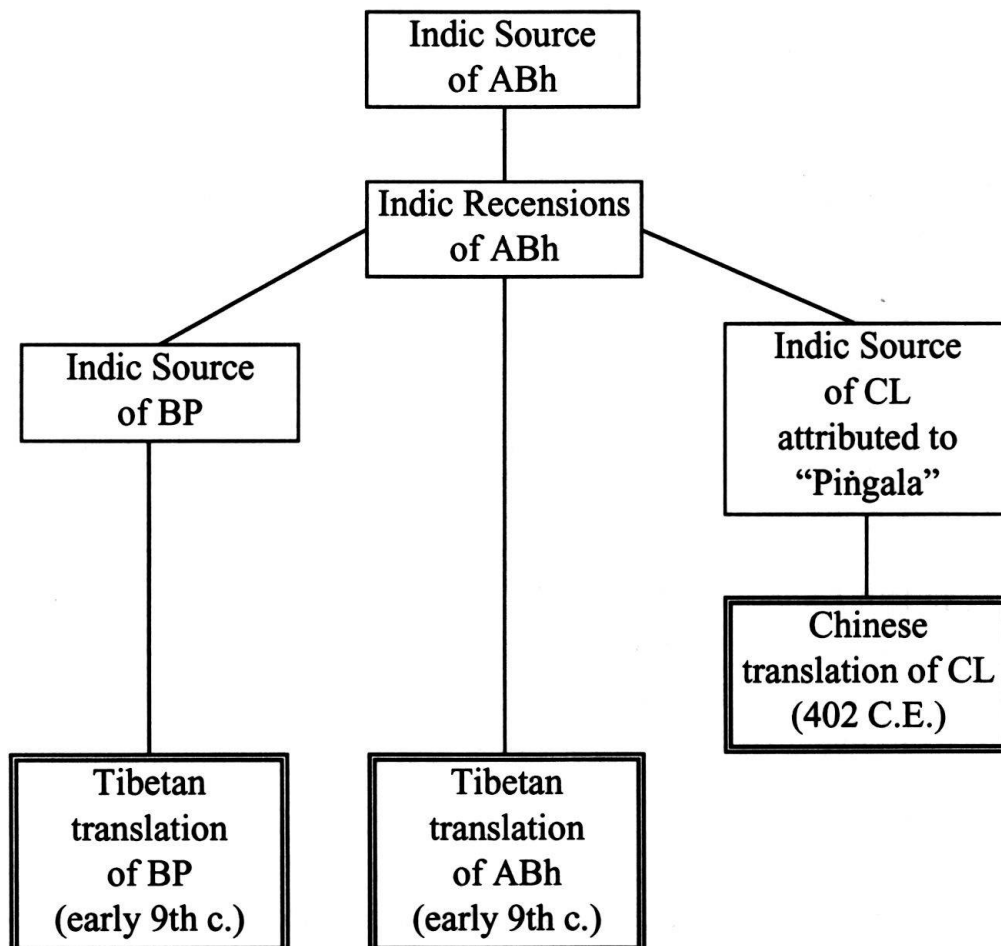 Indic Source
of ABh
Indic Recensions
of ABh
Indic Source
of BP
Indic Source
of CL
attributed to
“Piṅgala”
Chinese
translation of CL
(402 C.E.)
Tibetan
translation
of BP
(early 9th c.)
Tibetan
translation
of ABh
(early 9th c.)